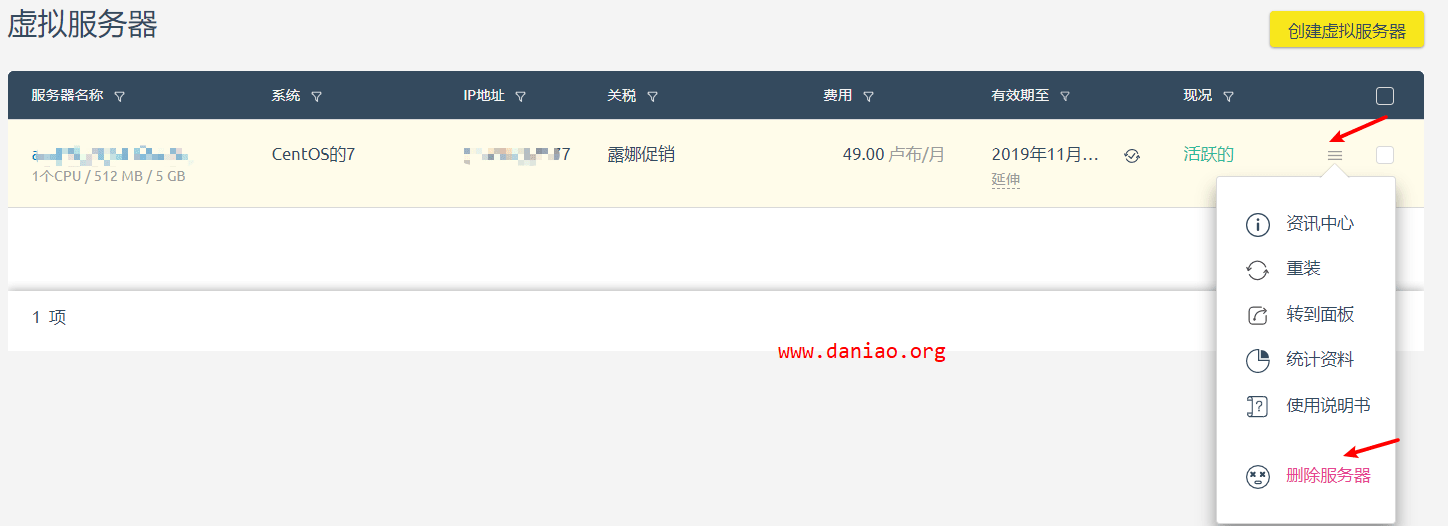 虚拟服务器
创建虚拟服务器
服务器名称 系统 IP地址 关税 费用 有效期至 现况
CentOS的7 77 露娜促销 49.00 卢布/月 2019年11月... 活跃的
1个CPU / 512 MB / 5 GB 延伸
资讯中心
重装
1 项
转到面板
www.daniao.org
统计资料
使用说明书
删除服务器